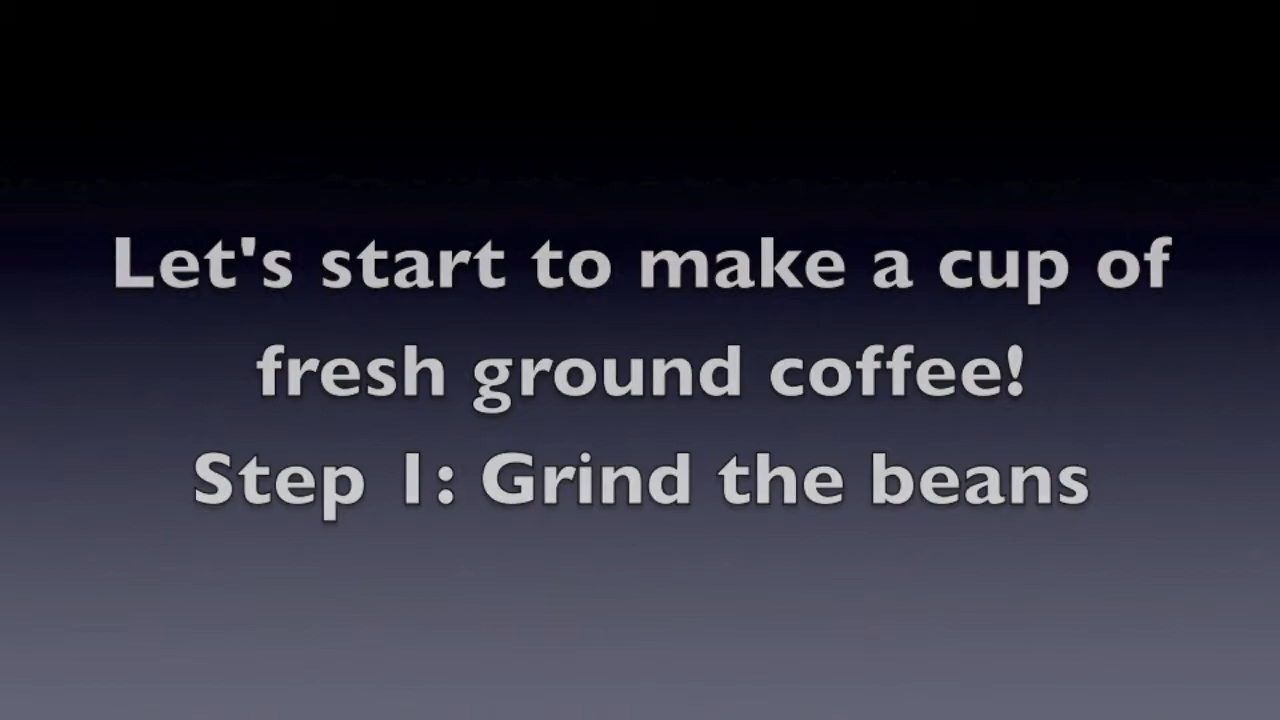 Let's start to make a cup of
fresh ground coffee!
Step 1: Grind the beans